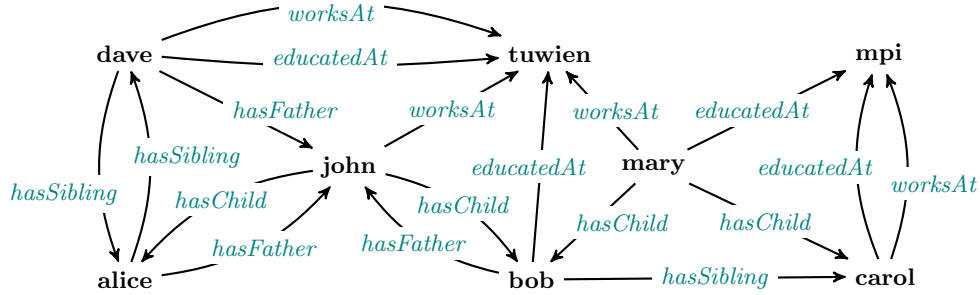 worksAt
dave
tuwien
mpi
educatedAt
hasFather
worksAt
worksAt
educatedAt
hasSibling
john
educatedAt
mary
educatedAt
hasSibling
hasChild
hasChild
worksAt
hasFather
hasFather
hasChild
hasChild
alice
bob
hasSibling
carol